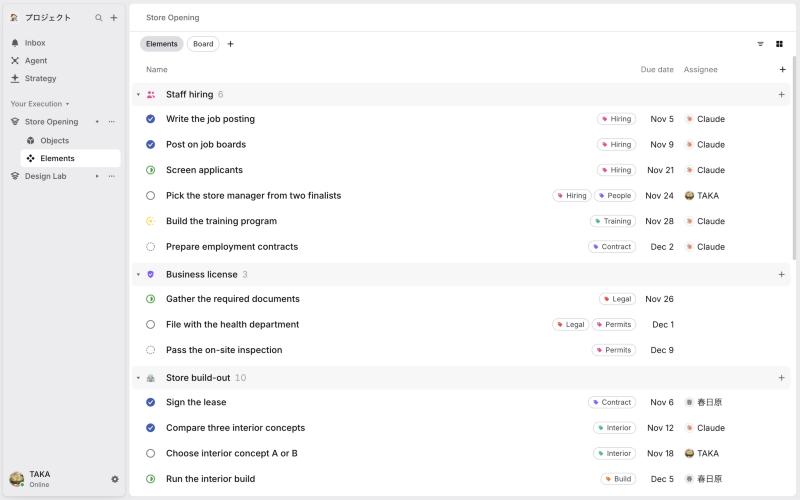 プロジェクト
Inbox
Agent
Strategy
Your Execution
Store Opening
Objects
Elements
Design Lab
TAKA
Online
Store Opening
Elements Board
Name Due date Assignee
Staff hiring 6
Write the job posting Hiring Nov 5 Claude
Post on job boards Hiring Nov 9 Claude
Screen applicants Hiring Nov 21 Claude
Pick the store manager from two finalists Hiring People Nov 24 TAKA
Build the training program Training Nov 28 Claude
Prepare employment contracts Contract Dec 2 Claude
Business license 3
Gather the required documents Legal Nov 26
File with the health department Legal Permits Dec 1
Pass the on-site inspection Permits Dec 9
Store build-out 10
Sign the lease Contract Nov 6 春日原
Compare three interior concepts Interior Nov 12 Claude
Choose interior concept A or B Interior Nov 18 TAKA
Run the interior build Build Dec 5 春日原